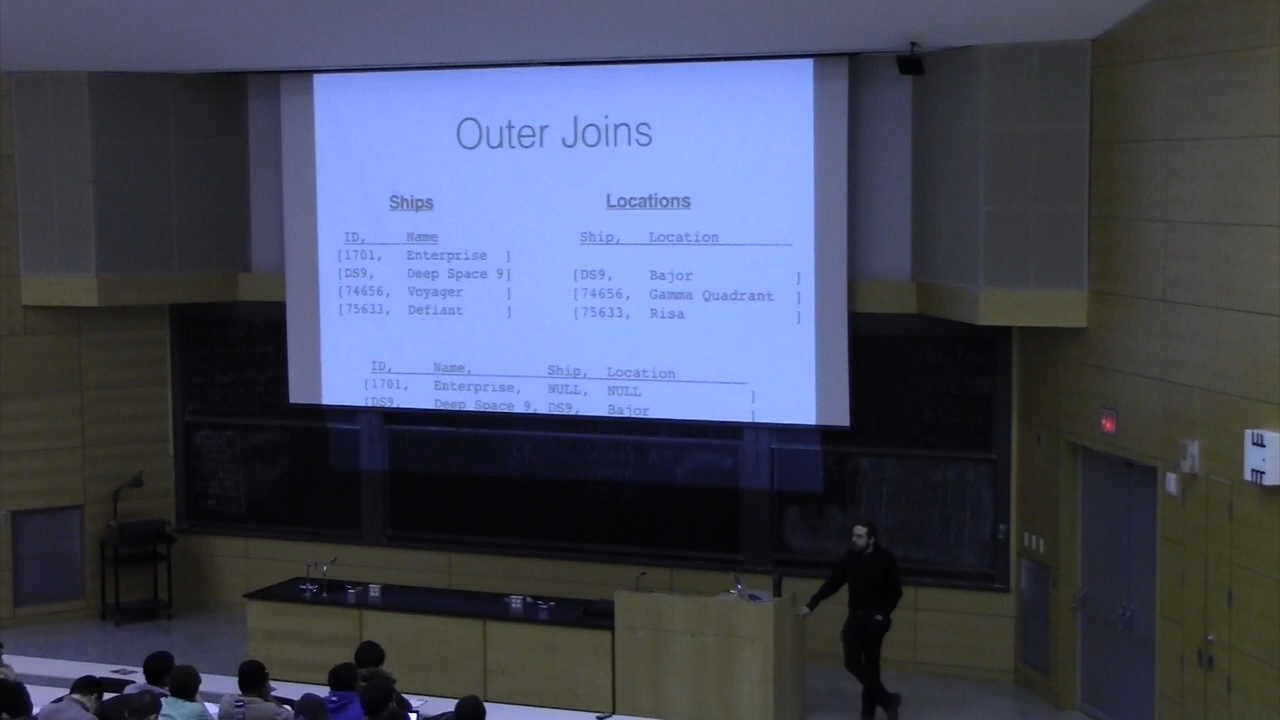 Outer Joins
Ships
ID, Name
[1701, Enterprise ]
[DS9, Deep Space 9]
[74656, Voyager ]
[75633, Defiant ]
Locations
Ship, Location
[DS9, Bajor ]
[74656, Gamma Quadrant ]
[75633, Risa ]
ID, Name, Ship, Location
[1701, Enterprise, NULL, NULL ]
[DS9, Deep Space 9, DS9, Bajor ]